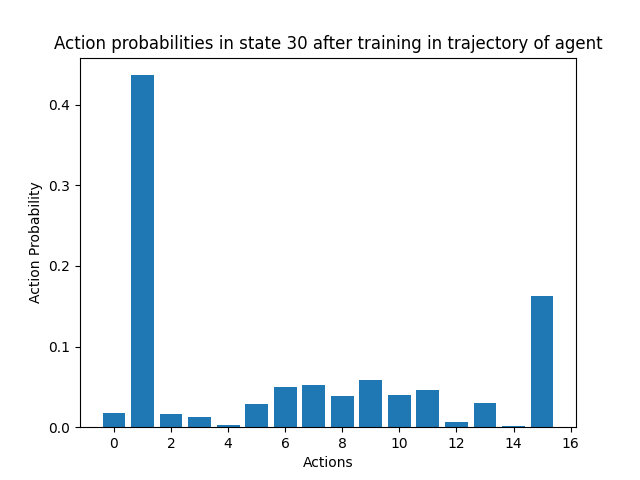 Action probabilities in state 30 after training in trajectory of agent
0.4
0.3
0.2
0.1
0.0
Action Probability
0 2 4 6 8 10 12 14 16
Actions